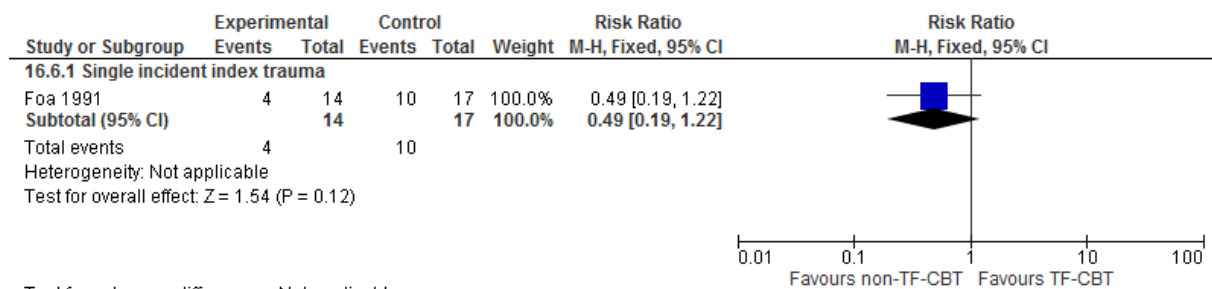 Experimental Control Risk Ratio Risk Ratio
Study or Subgroup Events Total Events Total Weight M-H, Fixed, 95% CI M-H, Fixed, 95% CI
16.6.1 Single incident index trauma
Foa 1991 4 14 10 17 100.0% 0.49 [0.19, 1.22]
Subtotal (95% CI) 14 17 100.0% 0.49 [0.19, 1.22]
Total events 4 10
Heterogeneity: Not applicable
Test for overall effect: Z = 1.54 (P = 0.12)
0.01 0.1 1 10 100
Favours non-TF-CBT Favours TF-CBT